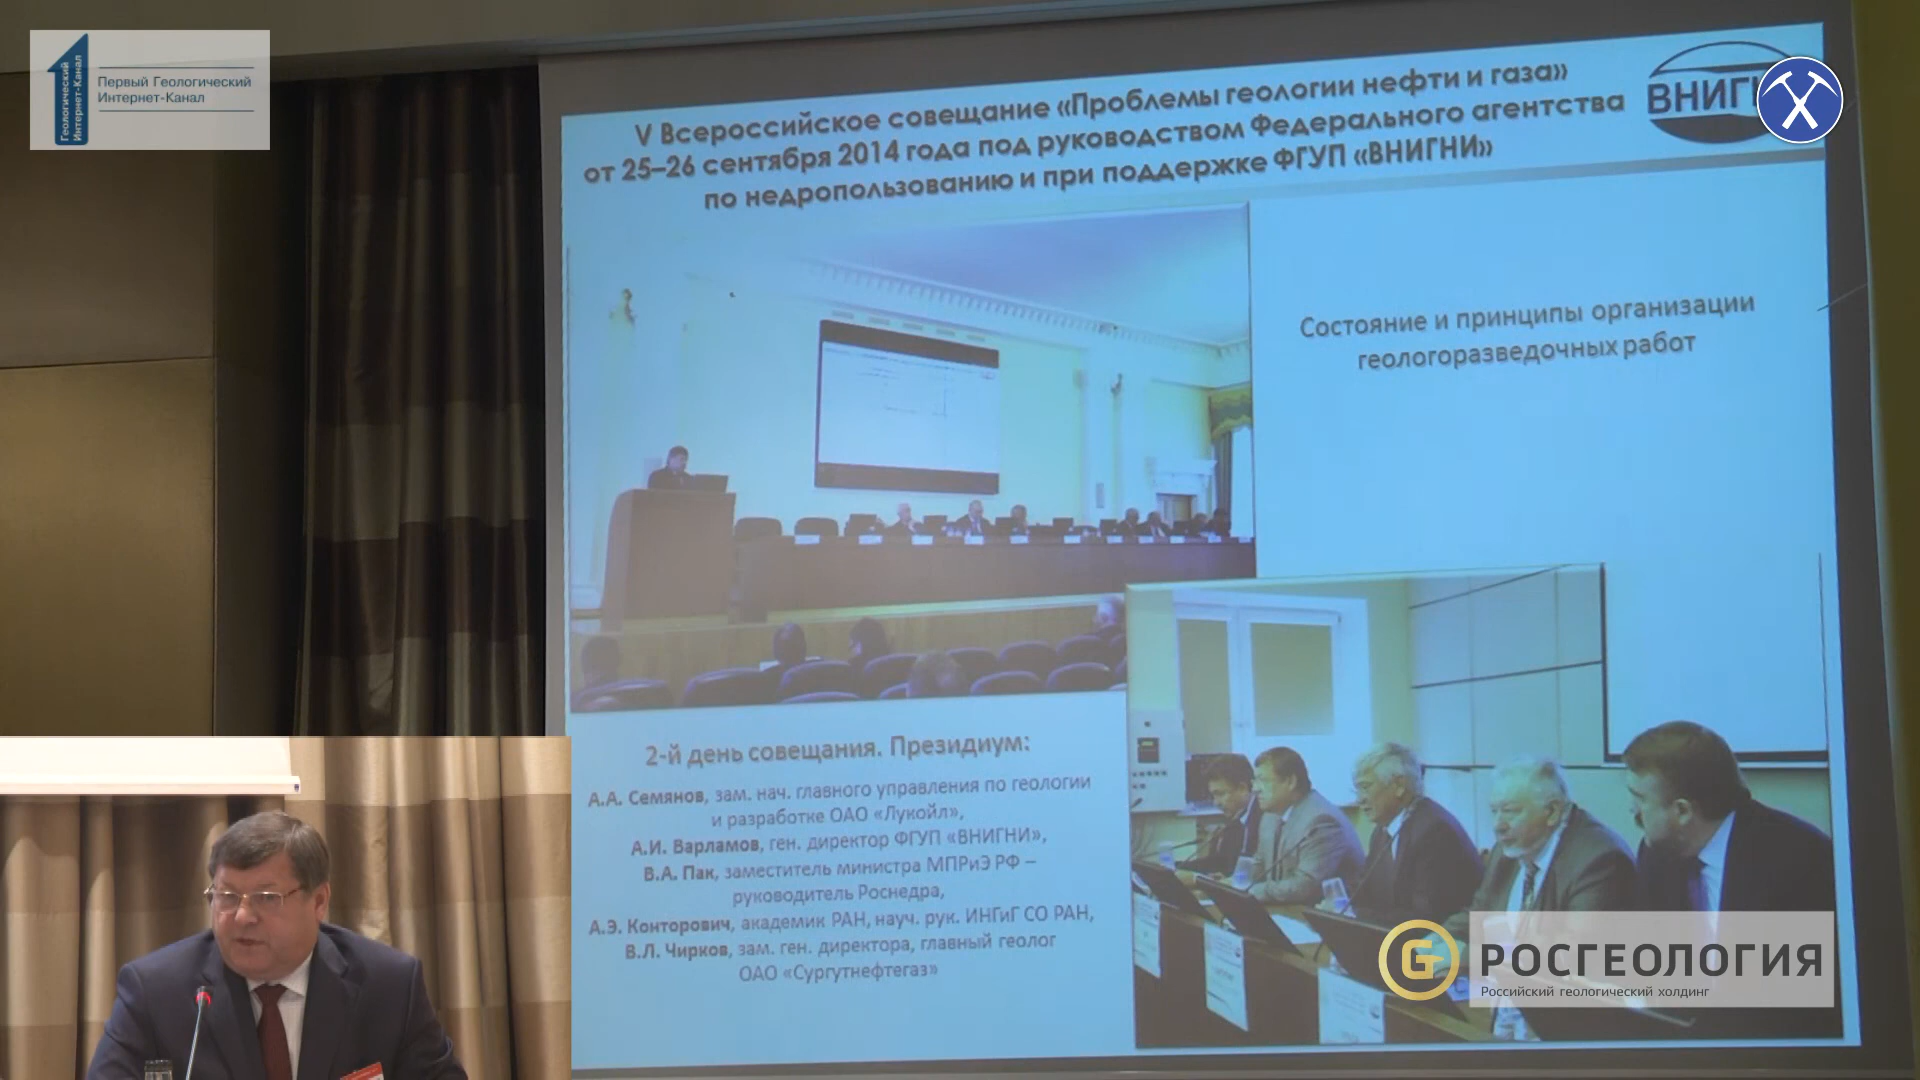 Геологический
Интернет-Канал
Первый Геологический
Интернет-Канал
V Всероссийское совещание «Проблемы геологии нефти и газа»
от 25–26 сентября 2014 года под руководством Федерального агентства
по недропользованию и при поддержке ФГУП «ВНИГНИ»
Состояние и принципы организации
геологоразведочных работ
2-й день совещания. Президиум:
А.А. Семянов, зам. нач. главного управления по геологии
и разработке ОАО «Лукойл»,
А.И. Варламов, ген. директор ФГУП «ВНИГНИ»,
В.А. Пак, заместитель министра МПРиЭ РФ –
руководитель Роснедра,
А.Э. Конторович, академик РАН, науч. рук. ИНГиГ СО РАН,
В.Л. Чирков, зам. ген. директора, главный геолог
ОАО «Сургутнефтегаз»
РОСГЕОЛОГИЯ
Российский геологический холдинг